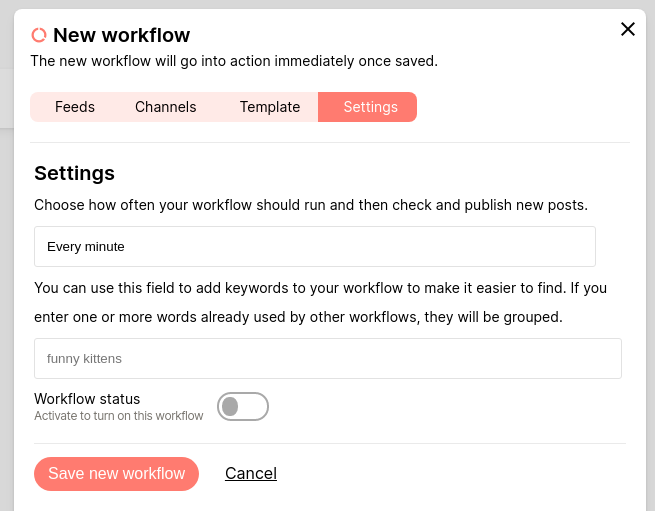 New workflow
The new workflow will go into action immediately once saved.
Feeds Channels Template Settings
Settings
Choose how often your workflow should run and then check and publish new posts.
Every minute
You can use this field to add keywords to your workflow to make it easier to find. If you
enter one or more words already used by other workflows, they will be grouped.
funny kittens
Workflow status
Activate to turn on this workflow
Save new workflow Cancel